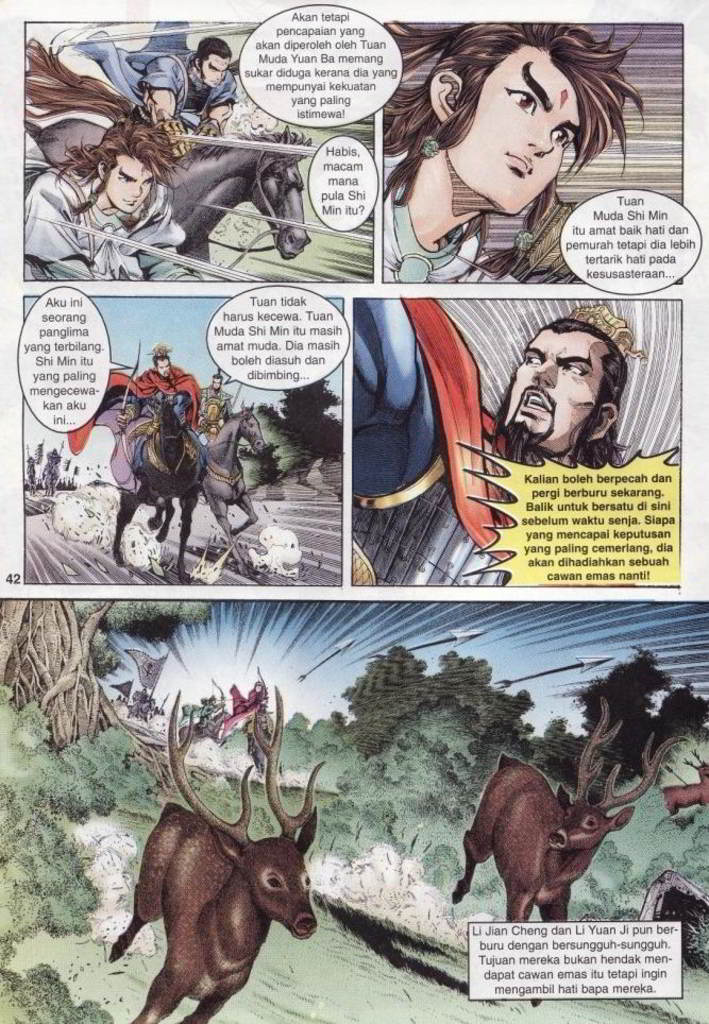 Akan tetapi
pencapaian yang
akan diperoleh oleh Tuan
Muda Yuan Ba memang
sukar diduga kerana dia yang
mempunyai kekuatan
yang paling
istimewa!
Habis,
macam
mana
pula Shi
Min itu?
Tuan
Muda Shi Min
itu amat baik hati dan
pemurah tetapi dia lebih
tertarik hati pada
kesusasteraan...
Aku ini
seorang
panglima
yang terbilang.
Shi Min itu
yang paling
mengecewa-
kan aku
ini...
Tuan tidak
harus kecewa. Tuan
Muda Shi Min itu masih
amat muda. Dia masih
boleh diasuh dan
dibimbing...
Kalian boleh berpecah dan
pergi berburu sekarang.
Balik untuk bersatu di sini
sebelum waktu senja. Siapa
yang mencapai keputusan
yang paling cemerlang, dia
akan dihadiahkan sebuah
cawan emas nanti!
42
Li Jian Cheng dan Li Yuan Ji pun ber-
buru dengan bersungguh-sungguh.
Tujuan mereka bukan hendak men-
dapat cawan emas itu tetapi ingin
mengambil hati bapa mereka.